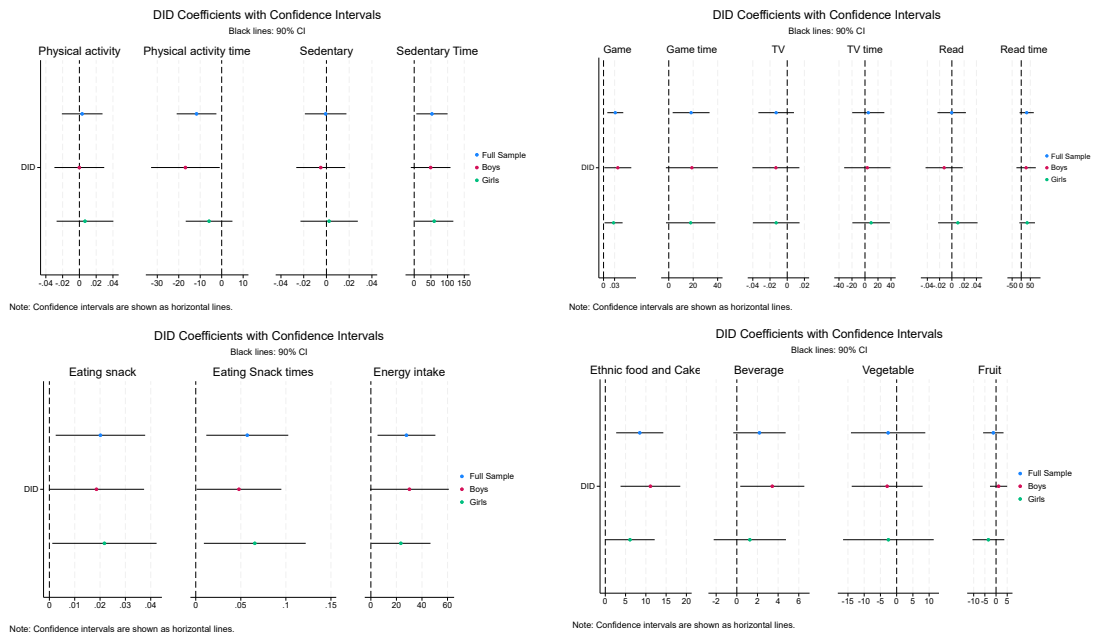 DID Coefficients with Confidence Intervals
Black lines: 90% CI
Physical activity Physical activity time Sedentary Sedentary Time
DID
Full Sample
Boys
Girls
-.04 -.02 0 .02 .04 -30 -20 -10 0 10 -.04 -.02 0 .02 .04 0 50 100 150
Note: Confidence intervals are shown as horizontal lines.
DID Coefficients with Confidence Intervals
Black lines: 90% CI
Game Game time TV TV time Read Read time
DID
Full Sample
Boys
Girls
0 .03 0 20 40 -.04 -.02 0 .02 -40 -20 0 20 40 -.04 -.02 0 .02 .04 -50 0 50
Note: Confidence intervals are shown as horizontal lines.
DID Coefficients with Confidence Intervals
Black lines: 90% CI
Eating snack Eating Snack times Energy intake
DID
Full Sample
Boys
Girls
0 .01 .02 .03 .04 0 .05 .1 .15 0 20 40 60
Note: Confidence intervals are shown as horizontal lines.
DID Coefficients with Confidence Intervals
Black lines: 90% CI
Ethnic food and Cake Beverage Vegetable Fruit
DID
Full Sample
Boys
Girls
0 5 10 15 20 -2 0 2 4 6 -15 -10 -5 0 5 10 -10 -5 0 5
Note: Confidence intervals are shown as horizontal lines.